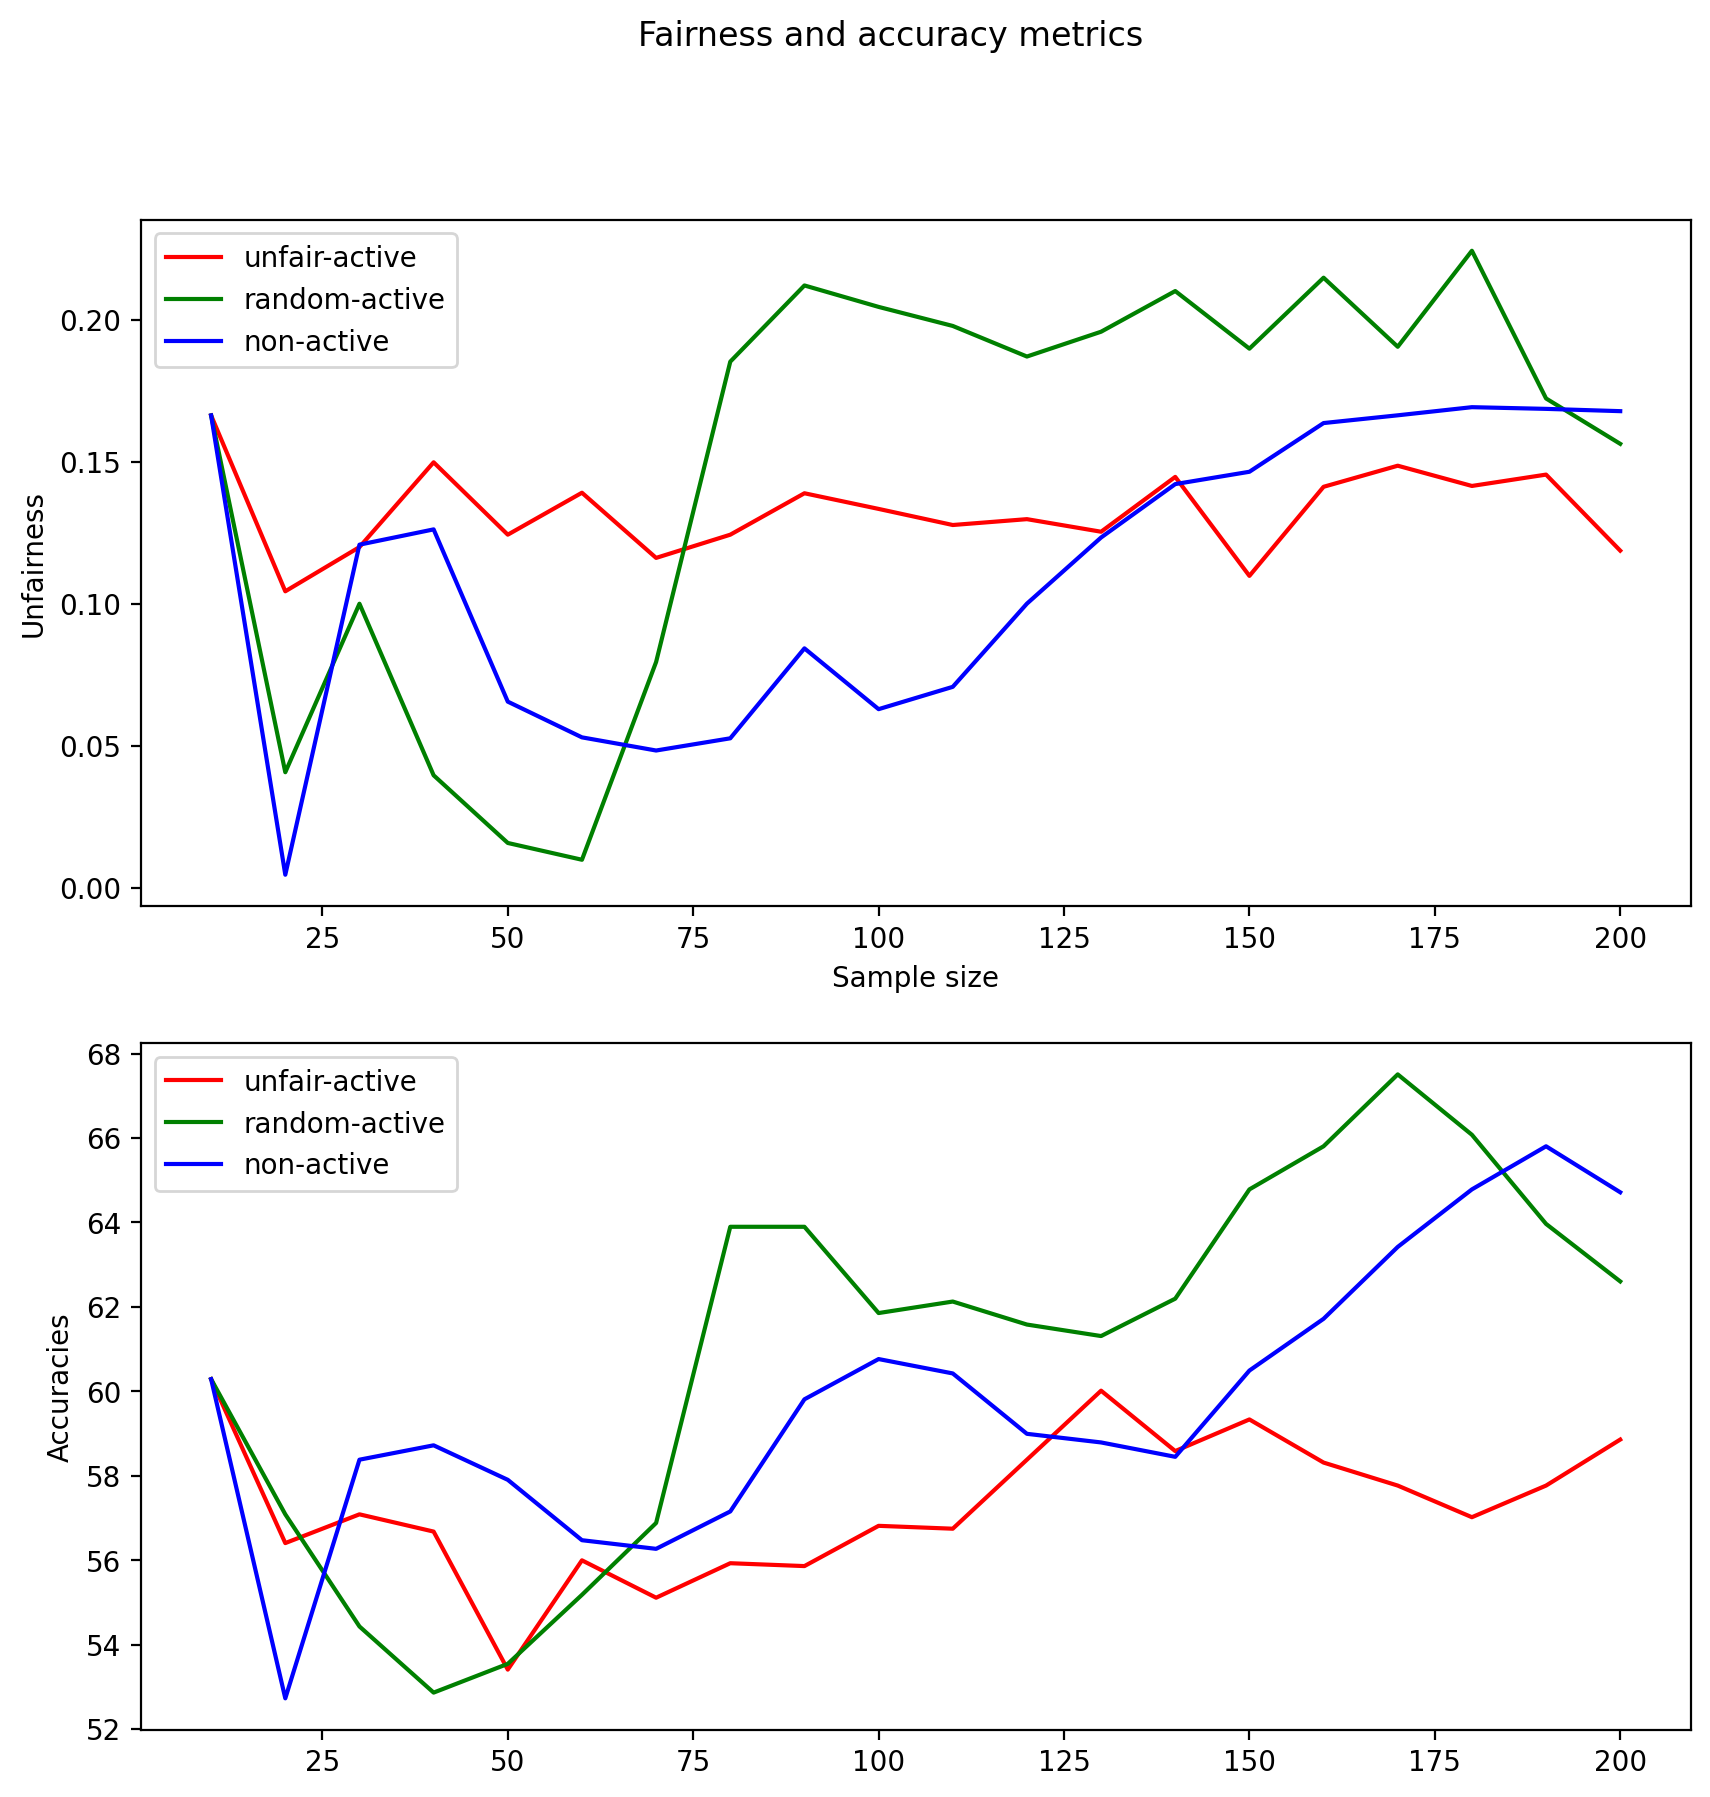 Fairness and accuracy metrics
unfair-active
random-active
non-active
0.20
0.15
0.10
0.05
0.00
Unfairness
25 50 75 100 125 150 175 200
Sample size
unfair-active
random-active
non-active
68
66
64
62
60
58
56
54
52
Accuracies
25 50 75 100 125 150 175 200